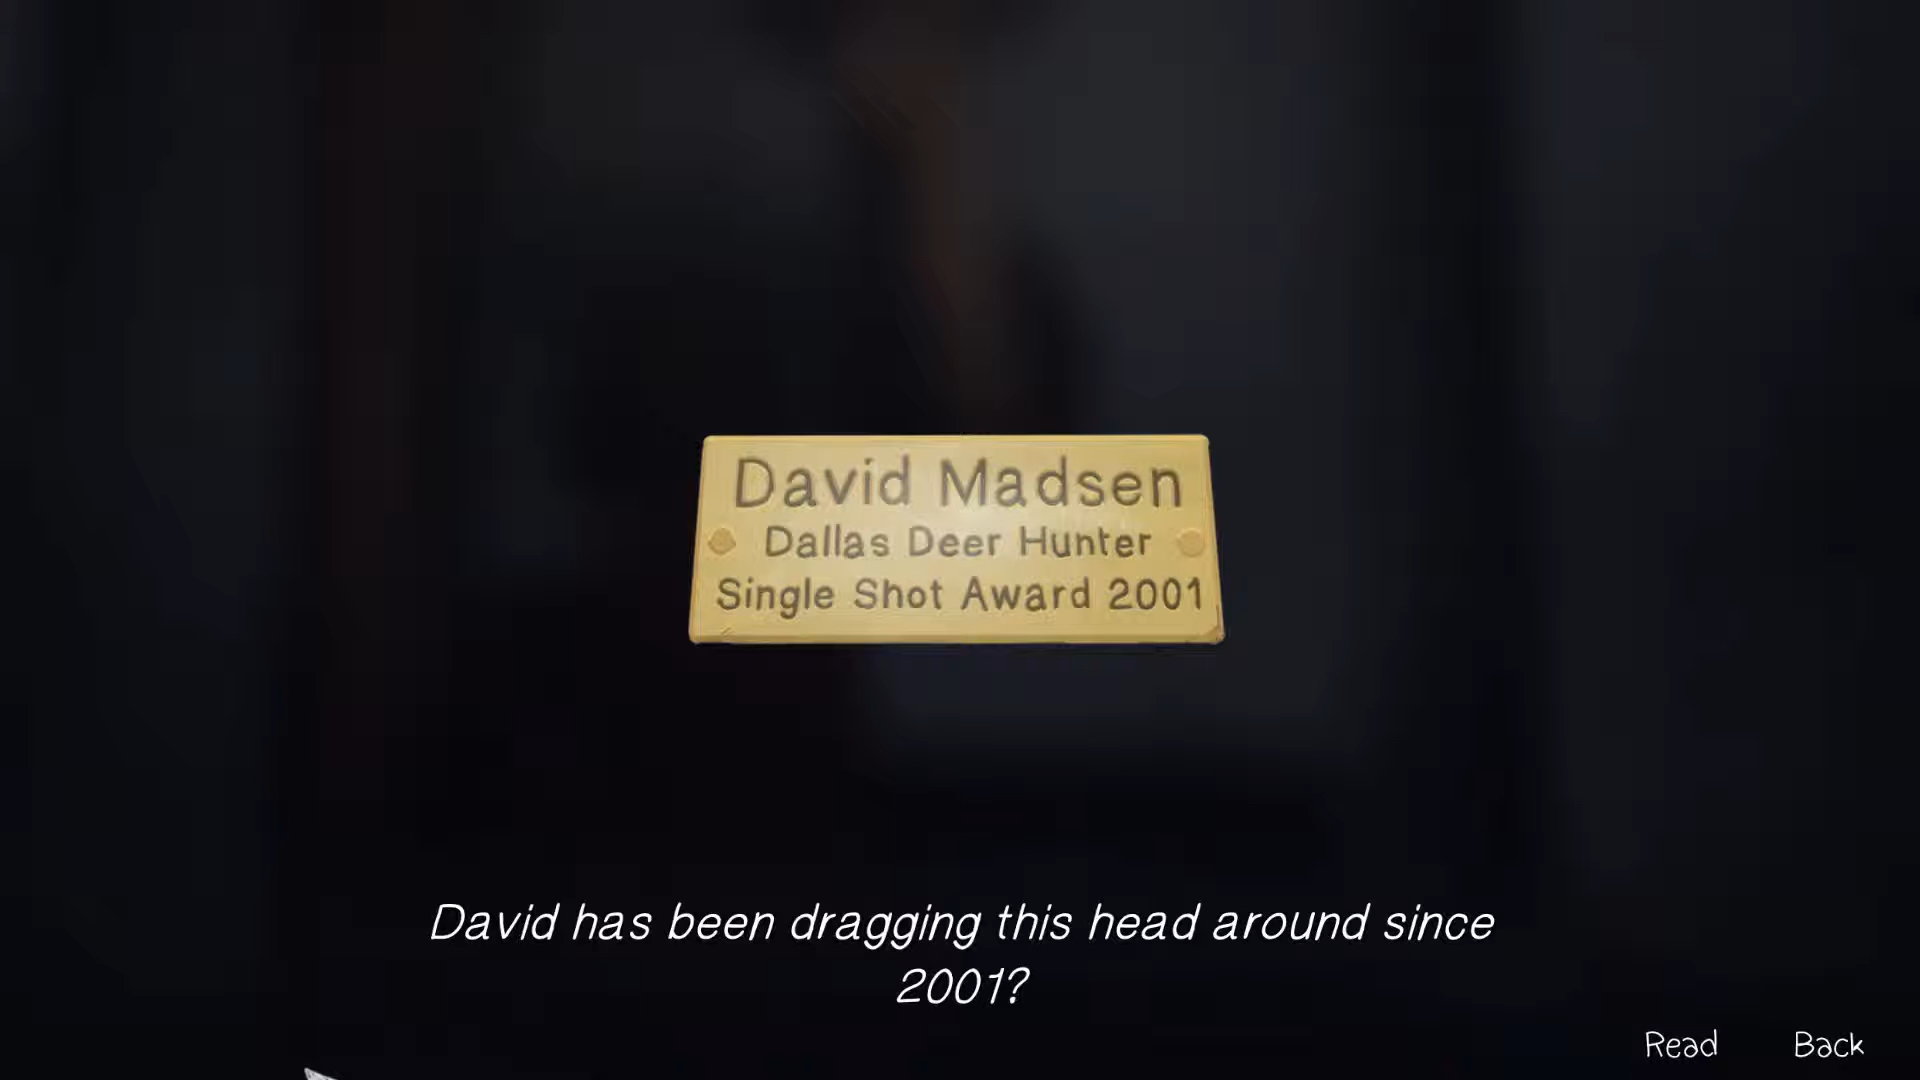 David Madsen
Dallas Deer Hunter
Single Shot Award 2001
David has been dragging this head around since
2001?
Read
Back